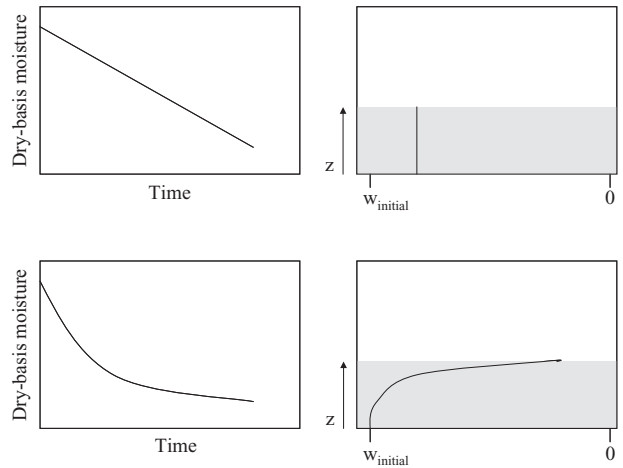 Dry-basis moisture
Time
z
w_initial
0
Dry-basis moisture
Time
z
w_initial
0